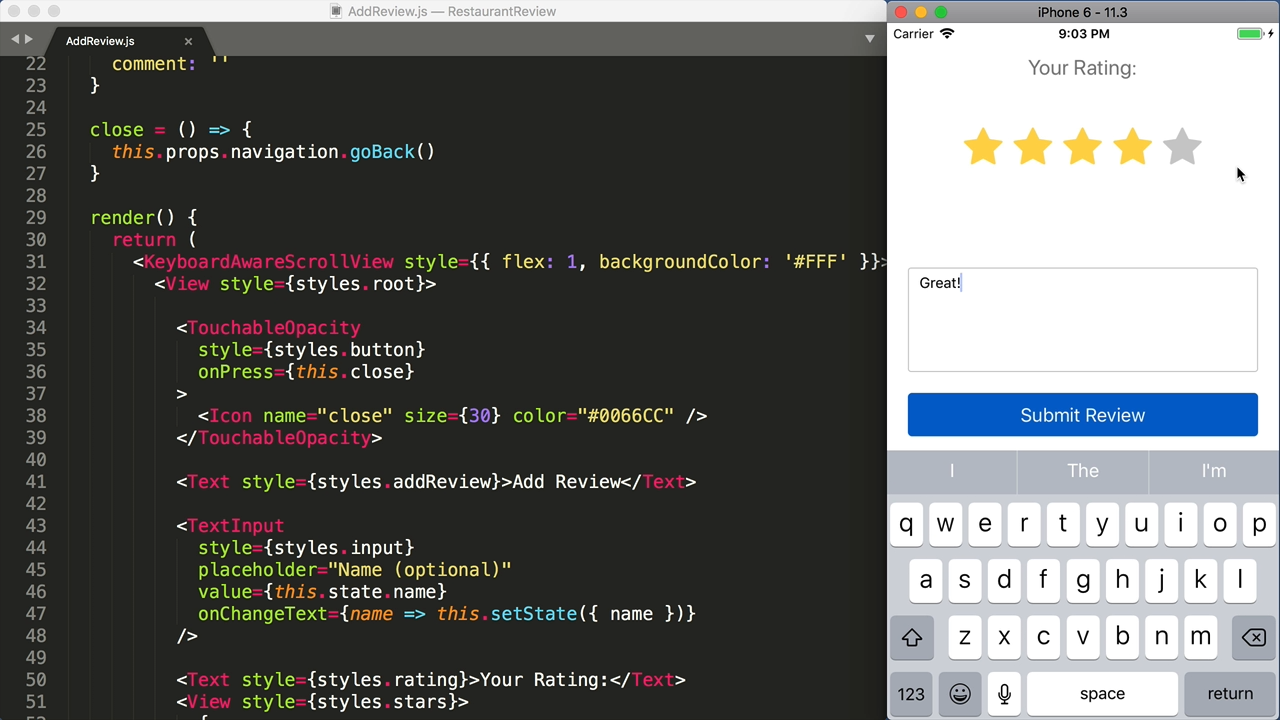 AddReview.js — RestaurantReview
AddReview.js
22 comment: ''
23 }
24
25 close = () => {
26 this.props.navigation.goBack()
27 }
28
29 render() {
30 return (
31 <KeyboardAwareScrollView style={{ flex: 1, backgroundColor: '#FFF' }}>
32 <View style={styles.root}>
33
34 <TouchableOpacity
35 style={styles.button}
36 onPress={this.close}
37 >
38 <Icon name="close" size={30} color="#0066CC" />
39 </TouchableOpacity>
40
41 <Text style={styles.addReview}>Add Review</Text>
42
43 <TextInput
44 style={styles.input}
45 placeholder="Name (optional)"
46 value={this.state.name}
47 onChangeText={name => this.setState({ name })}
48 />
49
50 <Text style={styles.rating}>Your Rating:</Text>
51 <View style={styles.stars}>
{
iPhone 6 - 11.3
Carrier 9:03 PM
Your Rating:
Great!
Submit Review
I The I'm
q w e r t y u i o p
a s d f g h j k l
z x c v b n m
123 space return